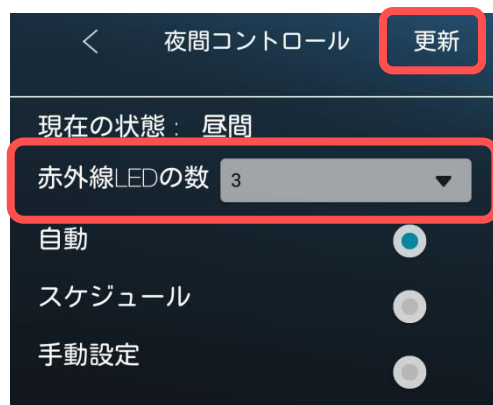 夜間コントロール 更新
現在の状態： 昼間
赤外線LEDの数 3
自動
スケジュール
手動設定